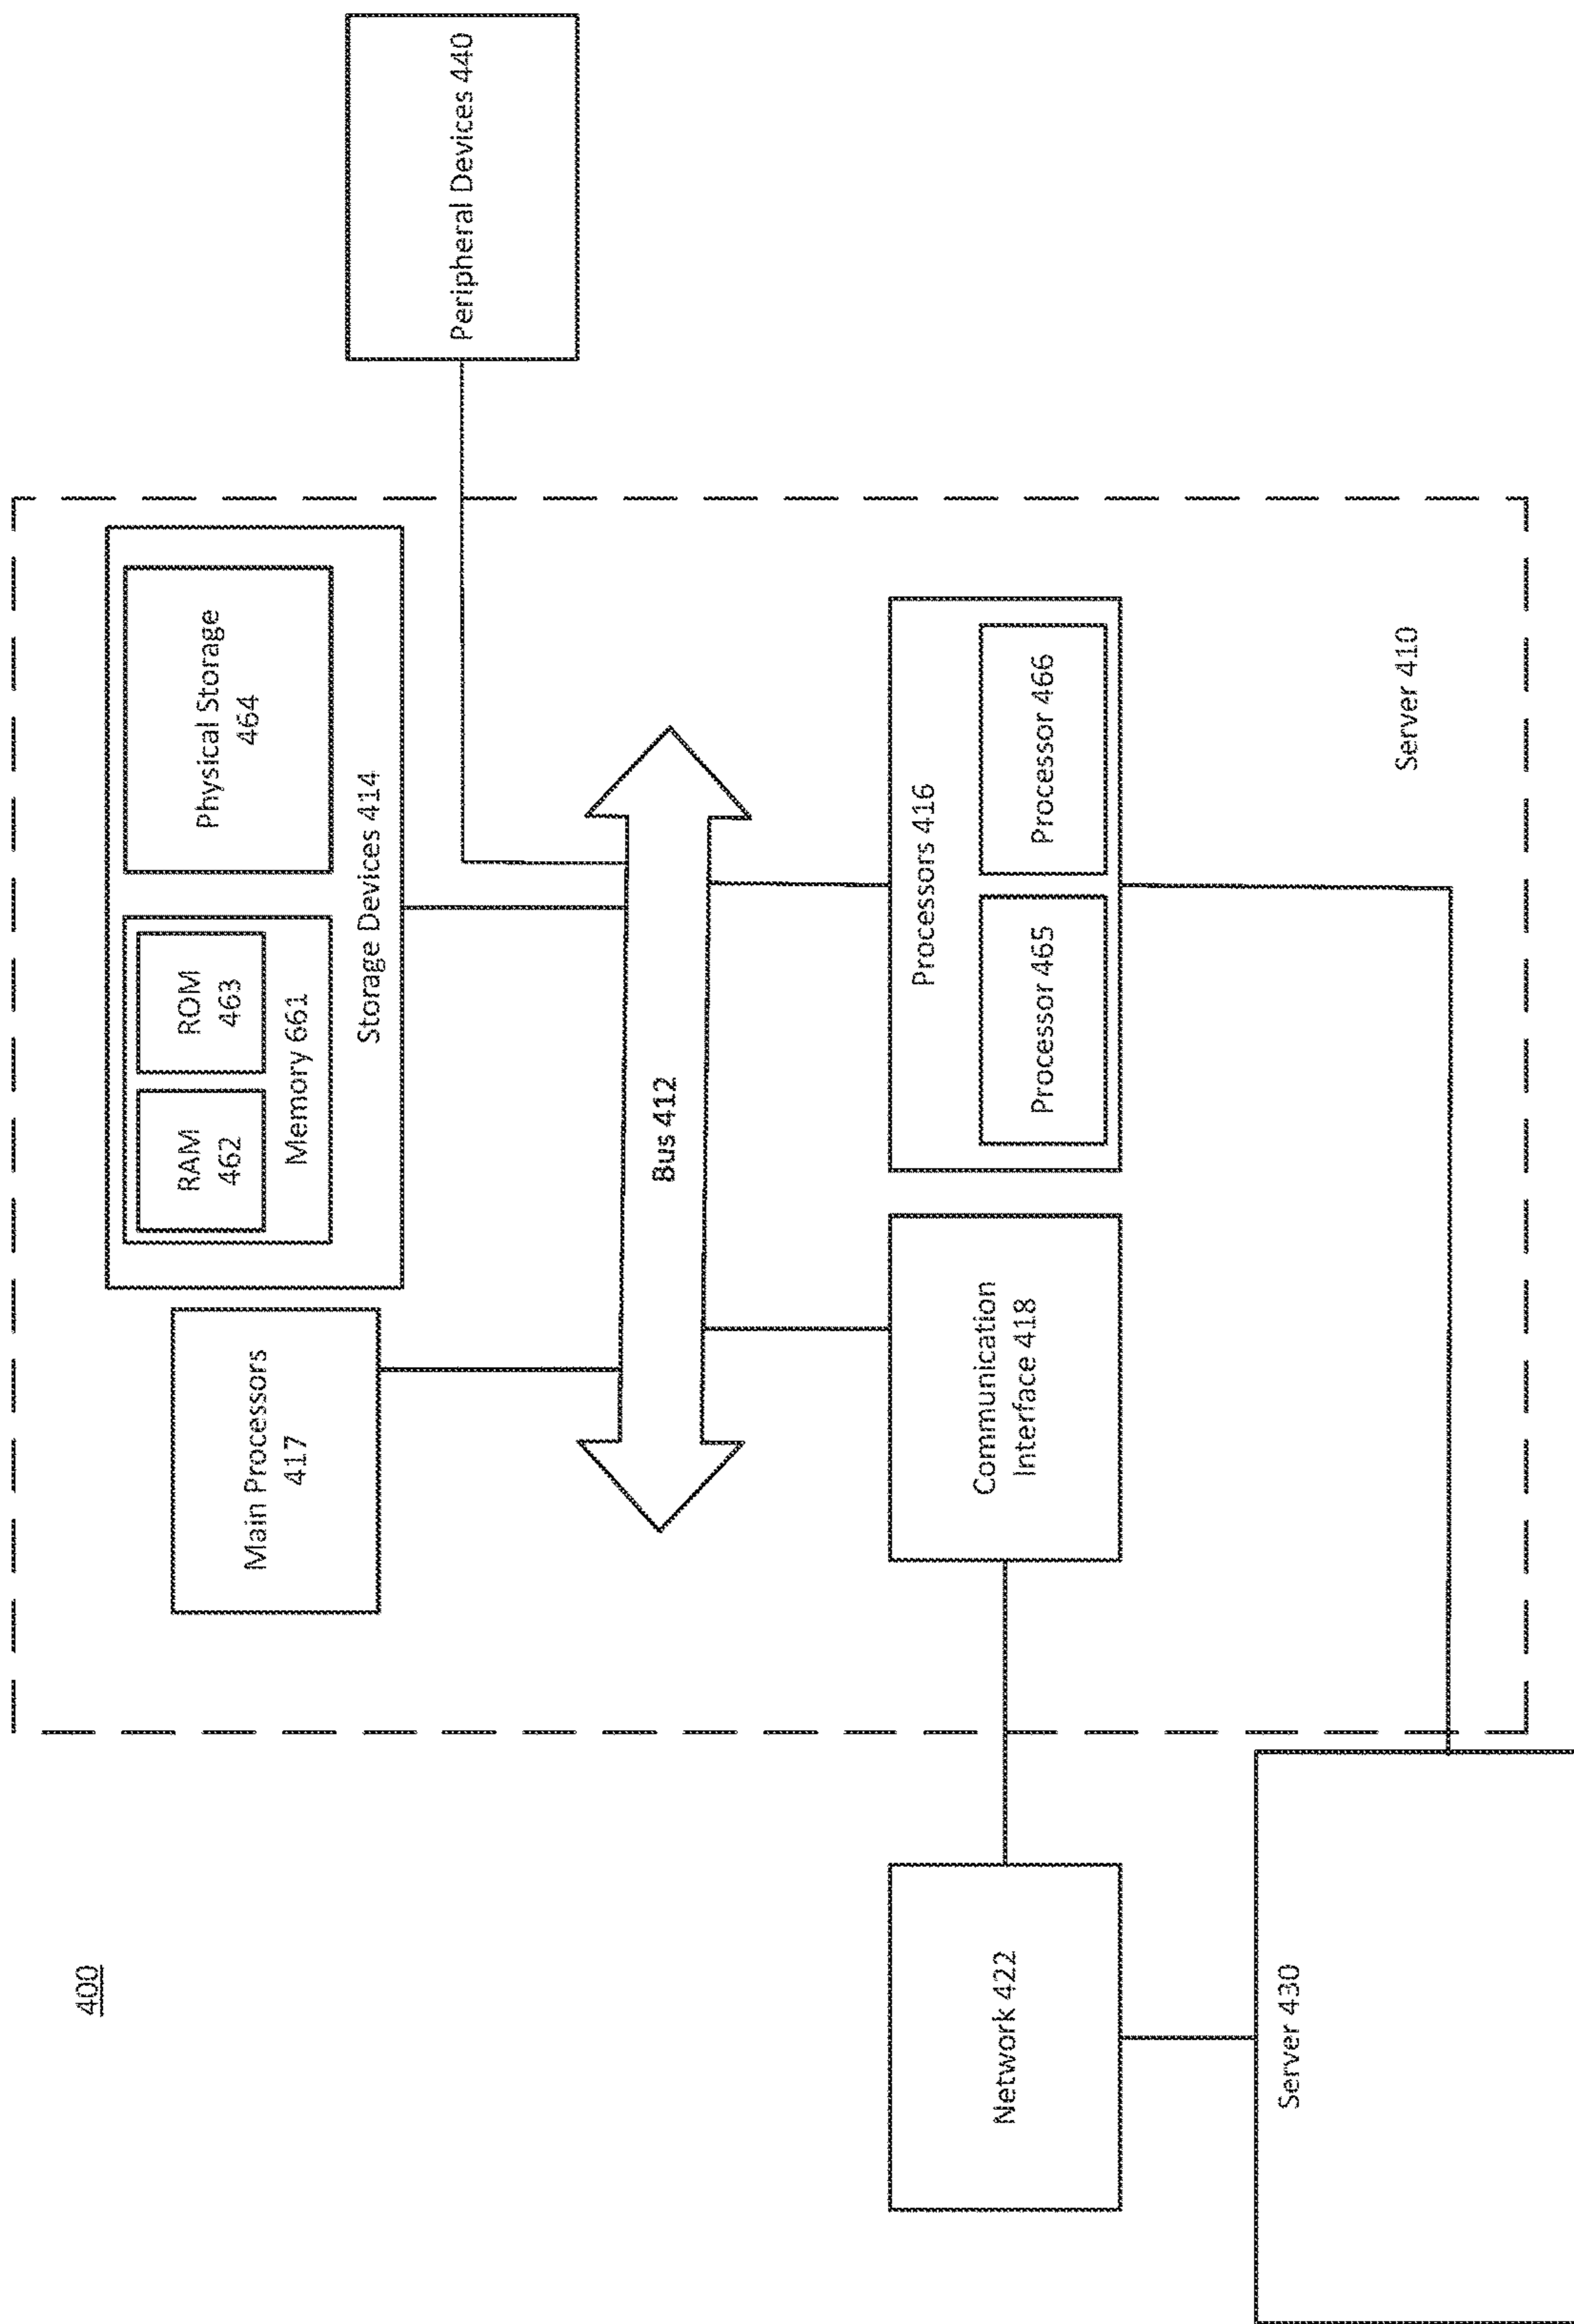 400
Main Processors
417
RAM
462
ROM
463
Memory 661
Physical Storage
464
Storage Devices 414
Peripheral Devices 440
Bus 412
Network 422
Communication
Interface 418
Processors 416
Processor 465
Processor 466
Server 430
Server 410